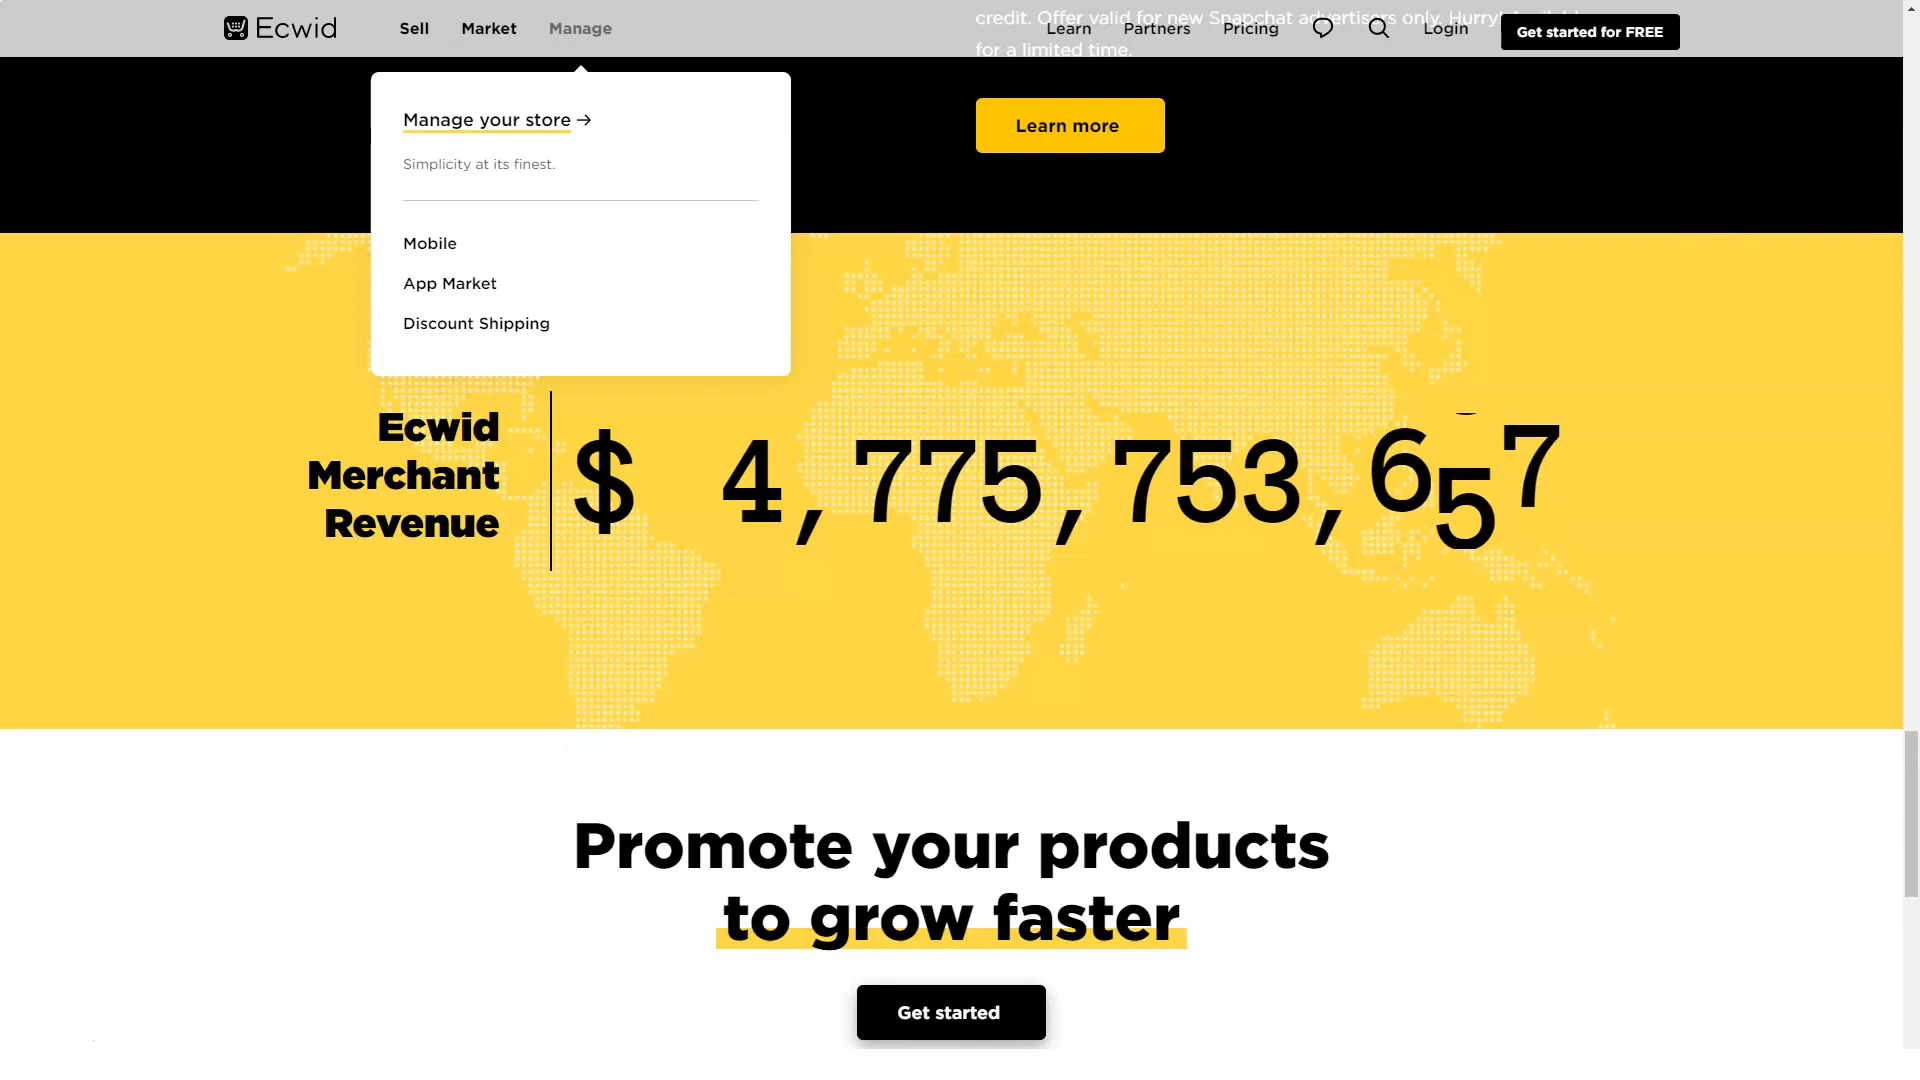 Ecwid
Sell Market Manage
Learn Partners Pricing Login Get started for FREE
credit. Offer valid for new Snapchat advertisers only. Hurry!
for a limited time.
Learn more
Manage your store →
Simplicity at its finest.
Mobile
App Market
Discount Shipping
Ecwid
Merchant
Revenue
$ 4,775,753,657
Promote your products
to grow faster
Get started